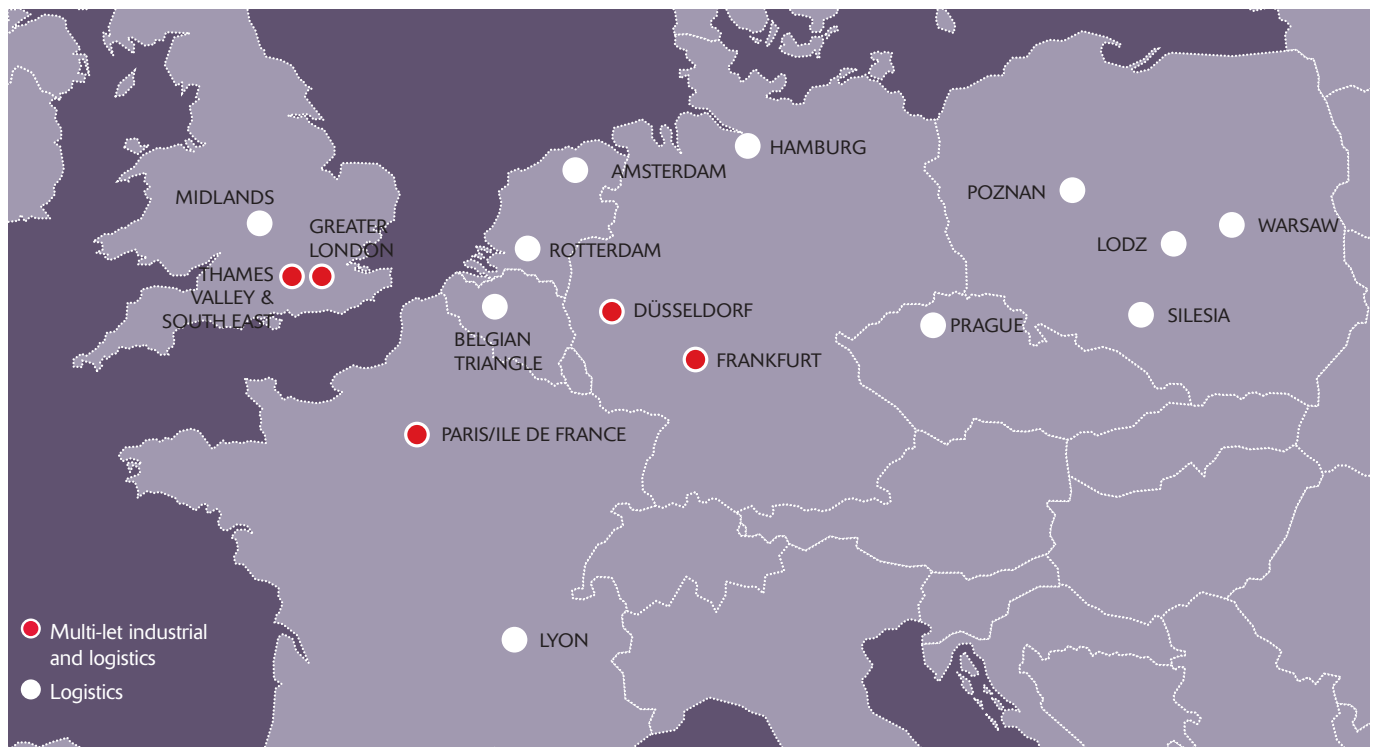 HAMBURG
AMSTERDAM
POZNAN
MIDLANDS
GREATER
LONDON
WARSAW
LODZ
ROTTERDAM
THAMES
VALLEY &
SOUTH EAST
DÜSSELDORF
SILESIA
PRAGUE
BELGIAN
TRIANGLE
FRANKFURT
PARIS/ILE DE FRANCE
LYON
Multi-let industrial
and logistics
Logistics